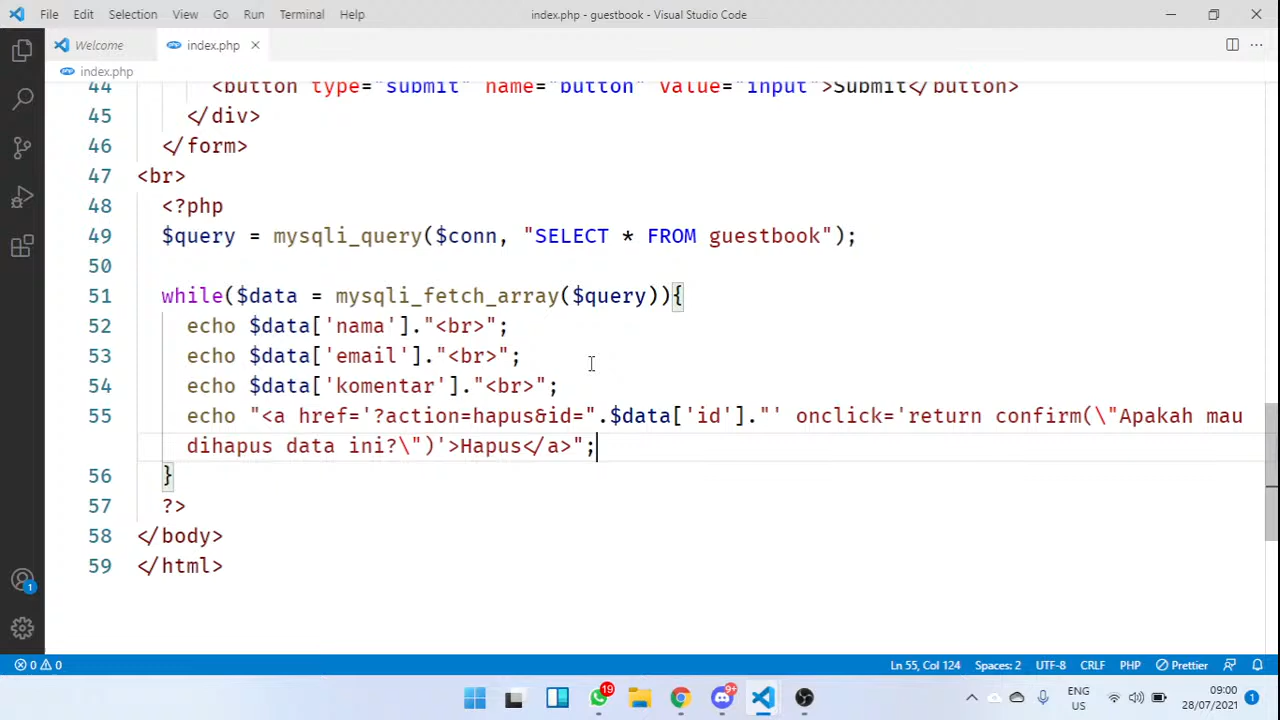 File Edit Selection View Go Run Terminal Help index.php - guestbook - Visual Studio Code
Welcome index.php
index.php
44 <button type="submit" name="button" value="input">Submit</button>
45 </div>
46 </form>
47 <br>
48 <?php
49 $query = mysqli_query($conn, "SELECT * FROM guestbook");
50
51 while($data = mysqli_fetch_array($query)){
52 echo $data['nama']."<br>";
53 echo $data['email']."<br>";
54 echo $data['komentar']."<br>";
55 echo "<a href='?action=hapus&id=".$data['id']."' onclick='return confirm(\"Apakah mau
dihapus data ini?\")'>Hapus</a>";
56 }
57 ?>
58 </body>
59 </html>
1
0 0 Ln 55, Col 124 Spaces: 2 UTF-8 CRLF PHP Prettier
19 9+ ENG US 09:00 28/07/2021 1